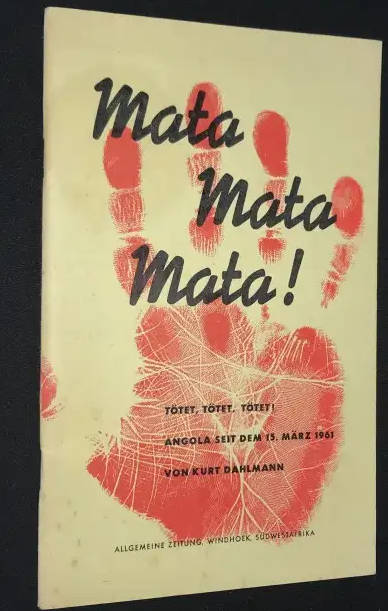 Mata
Mata
Mata!
TÖTET, TÖTET, TÖTET!
ANGOLA SEIT DEM 15. MÄRZ 1961
VON KURT DAHLMANN
ALLGEMEINE ZEITUNG, WINDHOEK, SÜDWESTAFRIKA